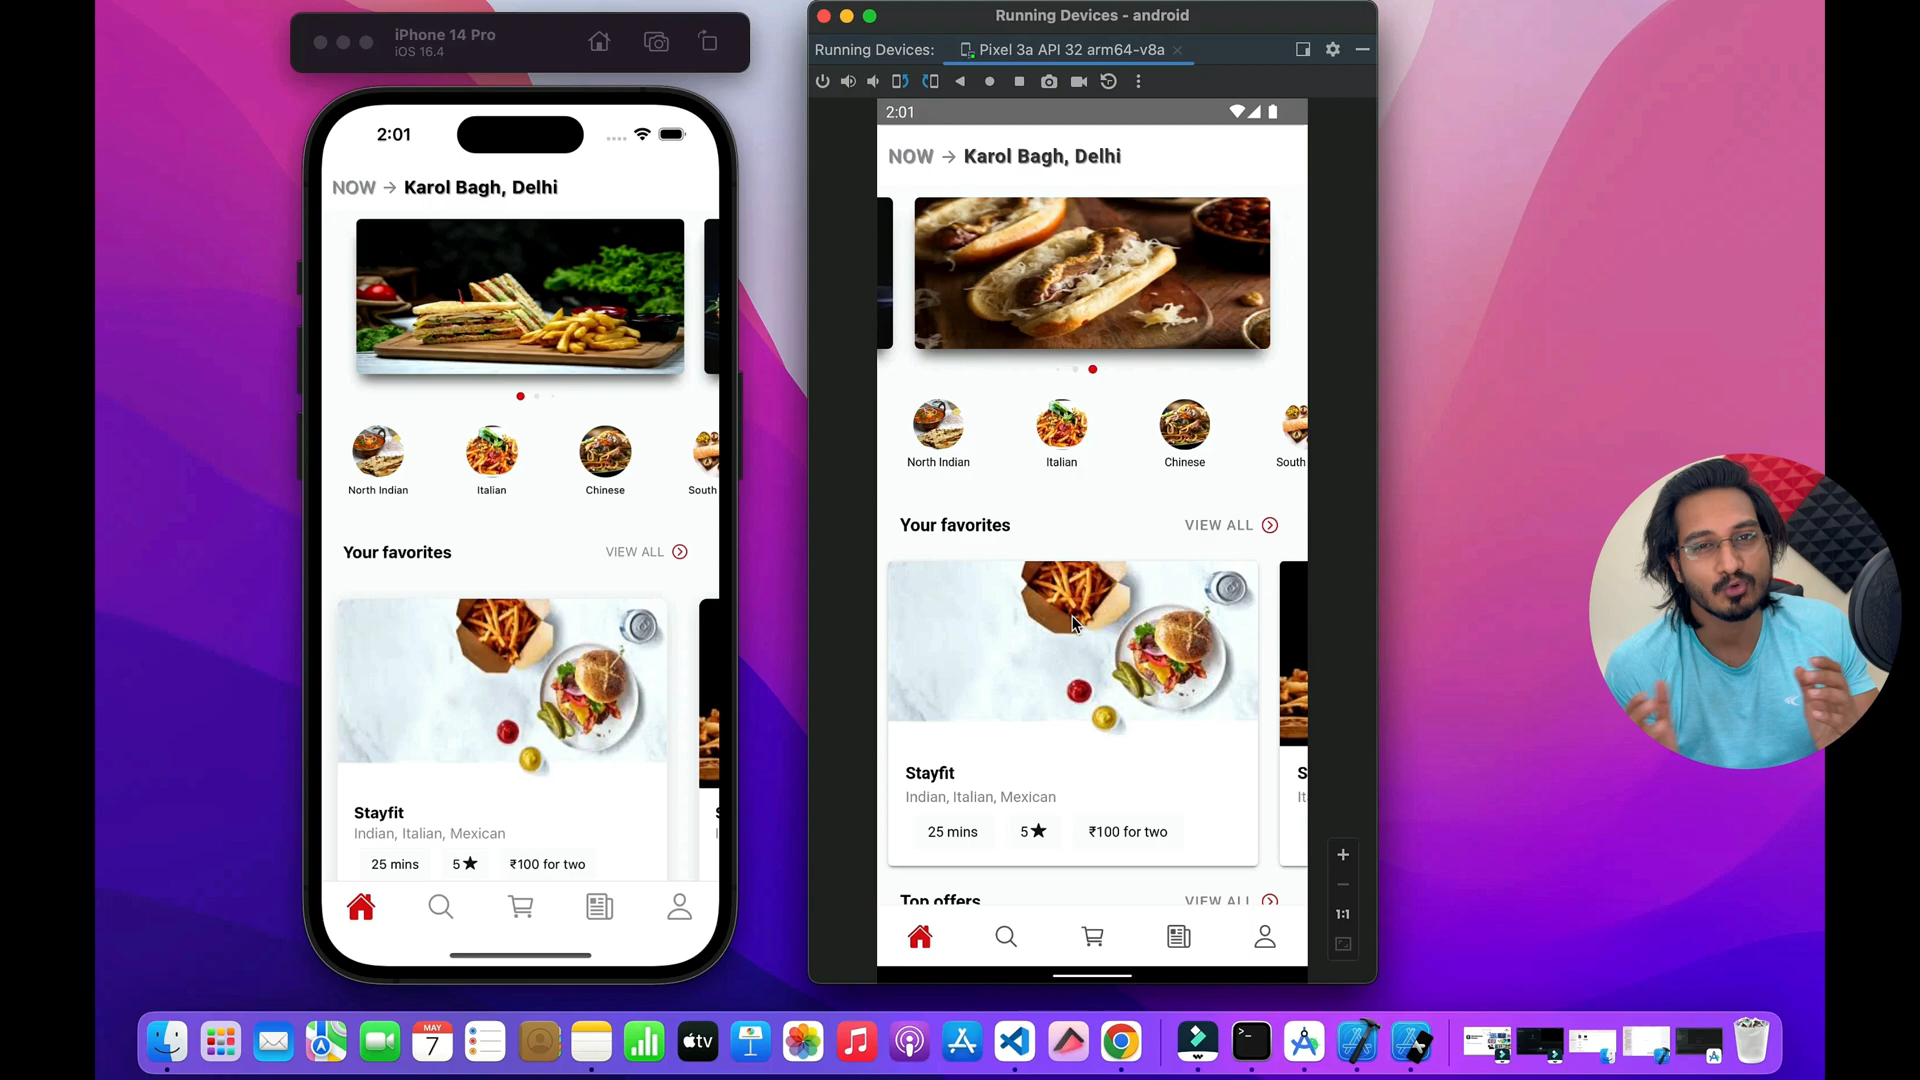 iPhone 14 Pro
iOS 16.4
2:01
NOW → Karol Bagh, Delhi
North Indian
Italian
Chinese
South
Your favorites
VIEW ALL
Stayfit
Indian, Italian, Mexican
25 mins
5★
₹100 for two
Running Devices - android
Running Devices:
Pixel 3a API 32 arm64-v8a
2:01
NOW → Karol Bagh, Delhi
North Indian
Italian
Chinese
South
Your favorites
VIEW ALL
Stayfit
Indian, Italian, Mexican
25 mins
5★
₹100 for two
S
It
Top offers
VIEW ALL
1:1
MAY
7
tv